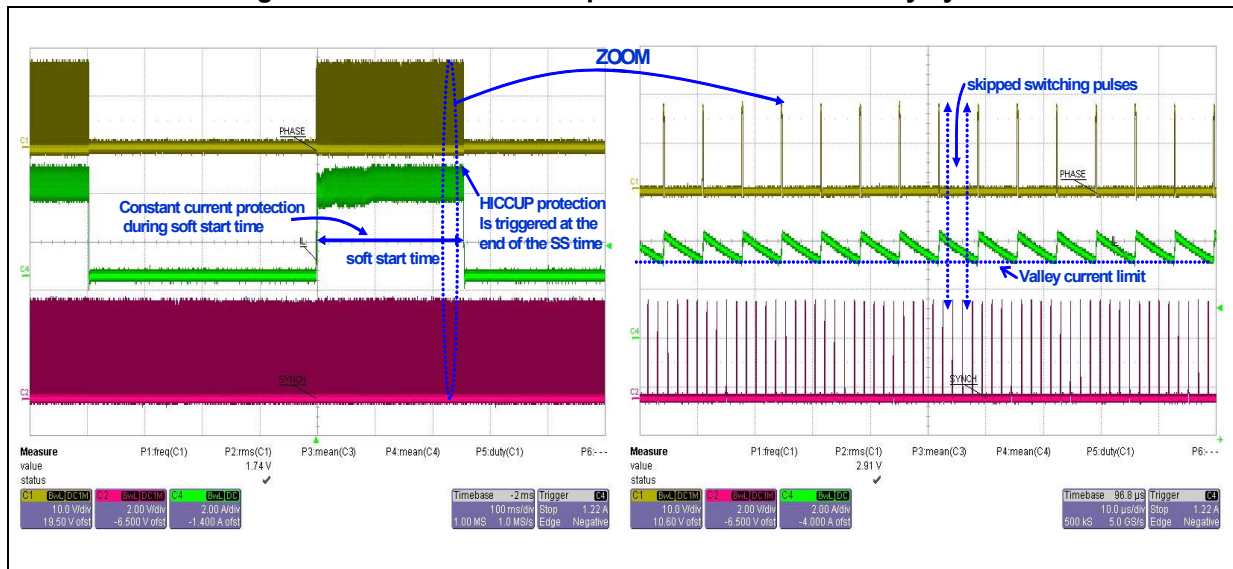 ZOOM
PHASE
C1
Constant current protection
during soft start time
HICCUP protection
Is triggered at the
end of the SS time
L
soft start time
C4
SYNCH
C2
Measure P1:freq(C1) P2:rms(C1) P3:mean(C3) P4:mean(C4) P5:duty(C1) P6:- - -
value 1.74 V
status
C1 BwL DC1M
10.0 V/div
19.50 V ofst
C2 BwL DC1M
2.00 V/div
-6.500 V ofst
C4 BwL DC
2.00 A/div
-1.400 A ofst
Timebase -2 ms
100 ms/div
1.00 MS 1.0 MS/s
Trigger C4
Stop 1.22 A
Edge Negative
skipped switching pulses
C1
PHASE
L
Valley current limit
C4
SYNCH
C2
Measure P1:freq(C1) P2:rms(C1) P3:mean(C3) P4:mean(C4) P5:duty(C1) P6:- - -
value 2.91 V
status
C1 BwL DC1M
10.0 V/div
10.60 V ofst
C2 BwL DC1M
2.00 V/div
-6.500 V ofst
C4 BwL DC
2.00 A/div
-4.000 A ofst
Timebase 96.8 µs
10.0 µs/div
500 kS 5.0 GS/s
Trigger C4
Stop 1.22 A
Edge Negative